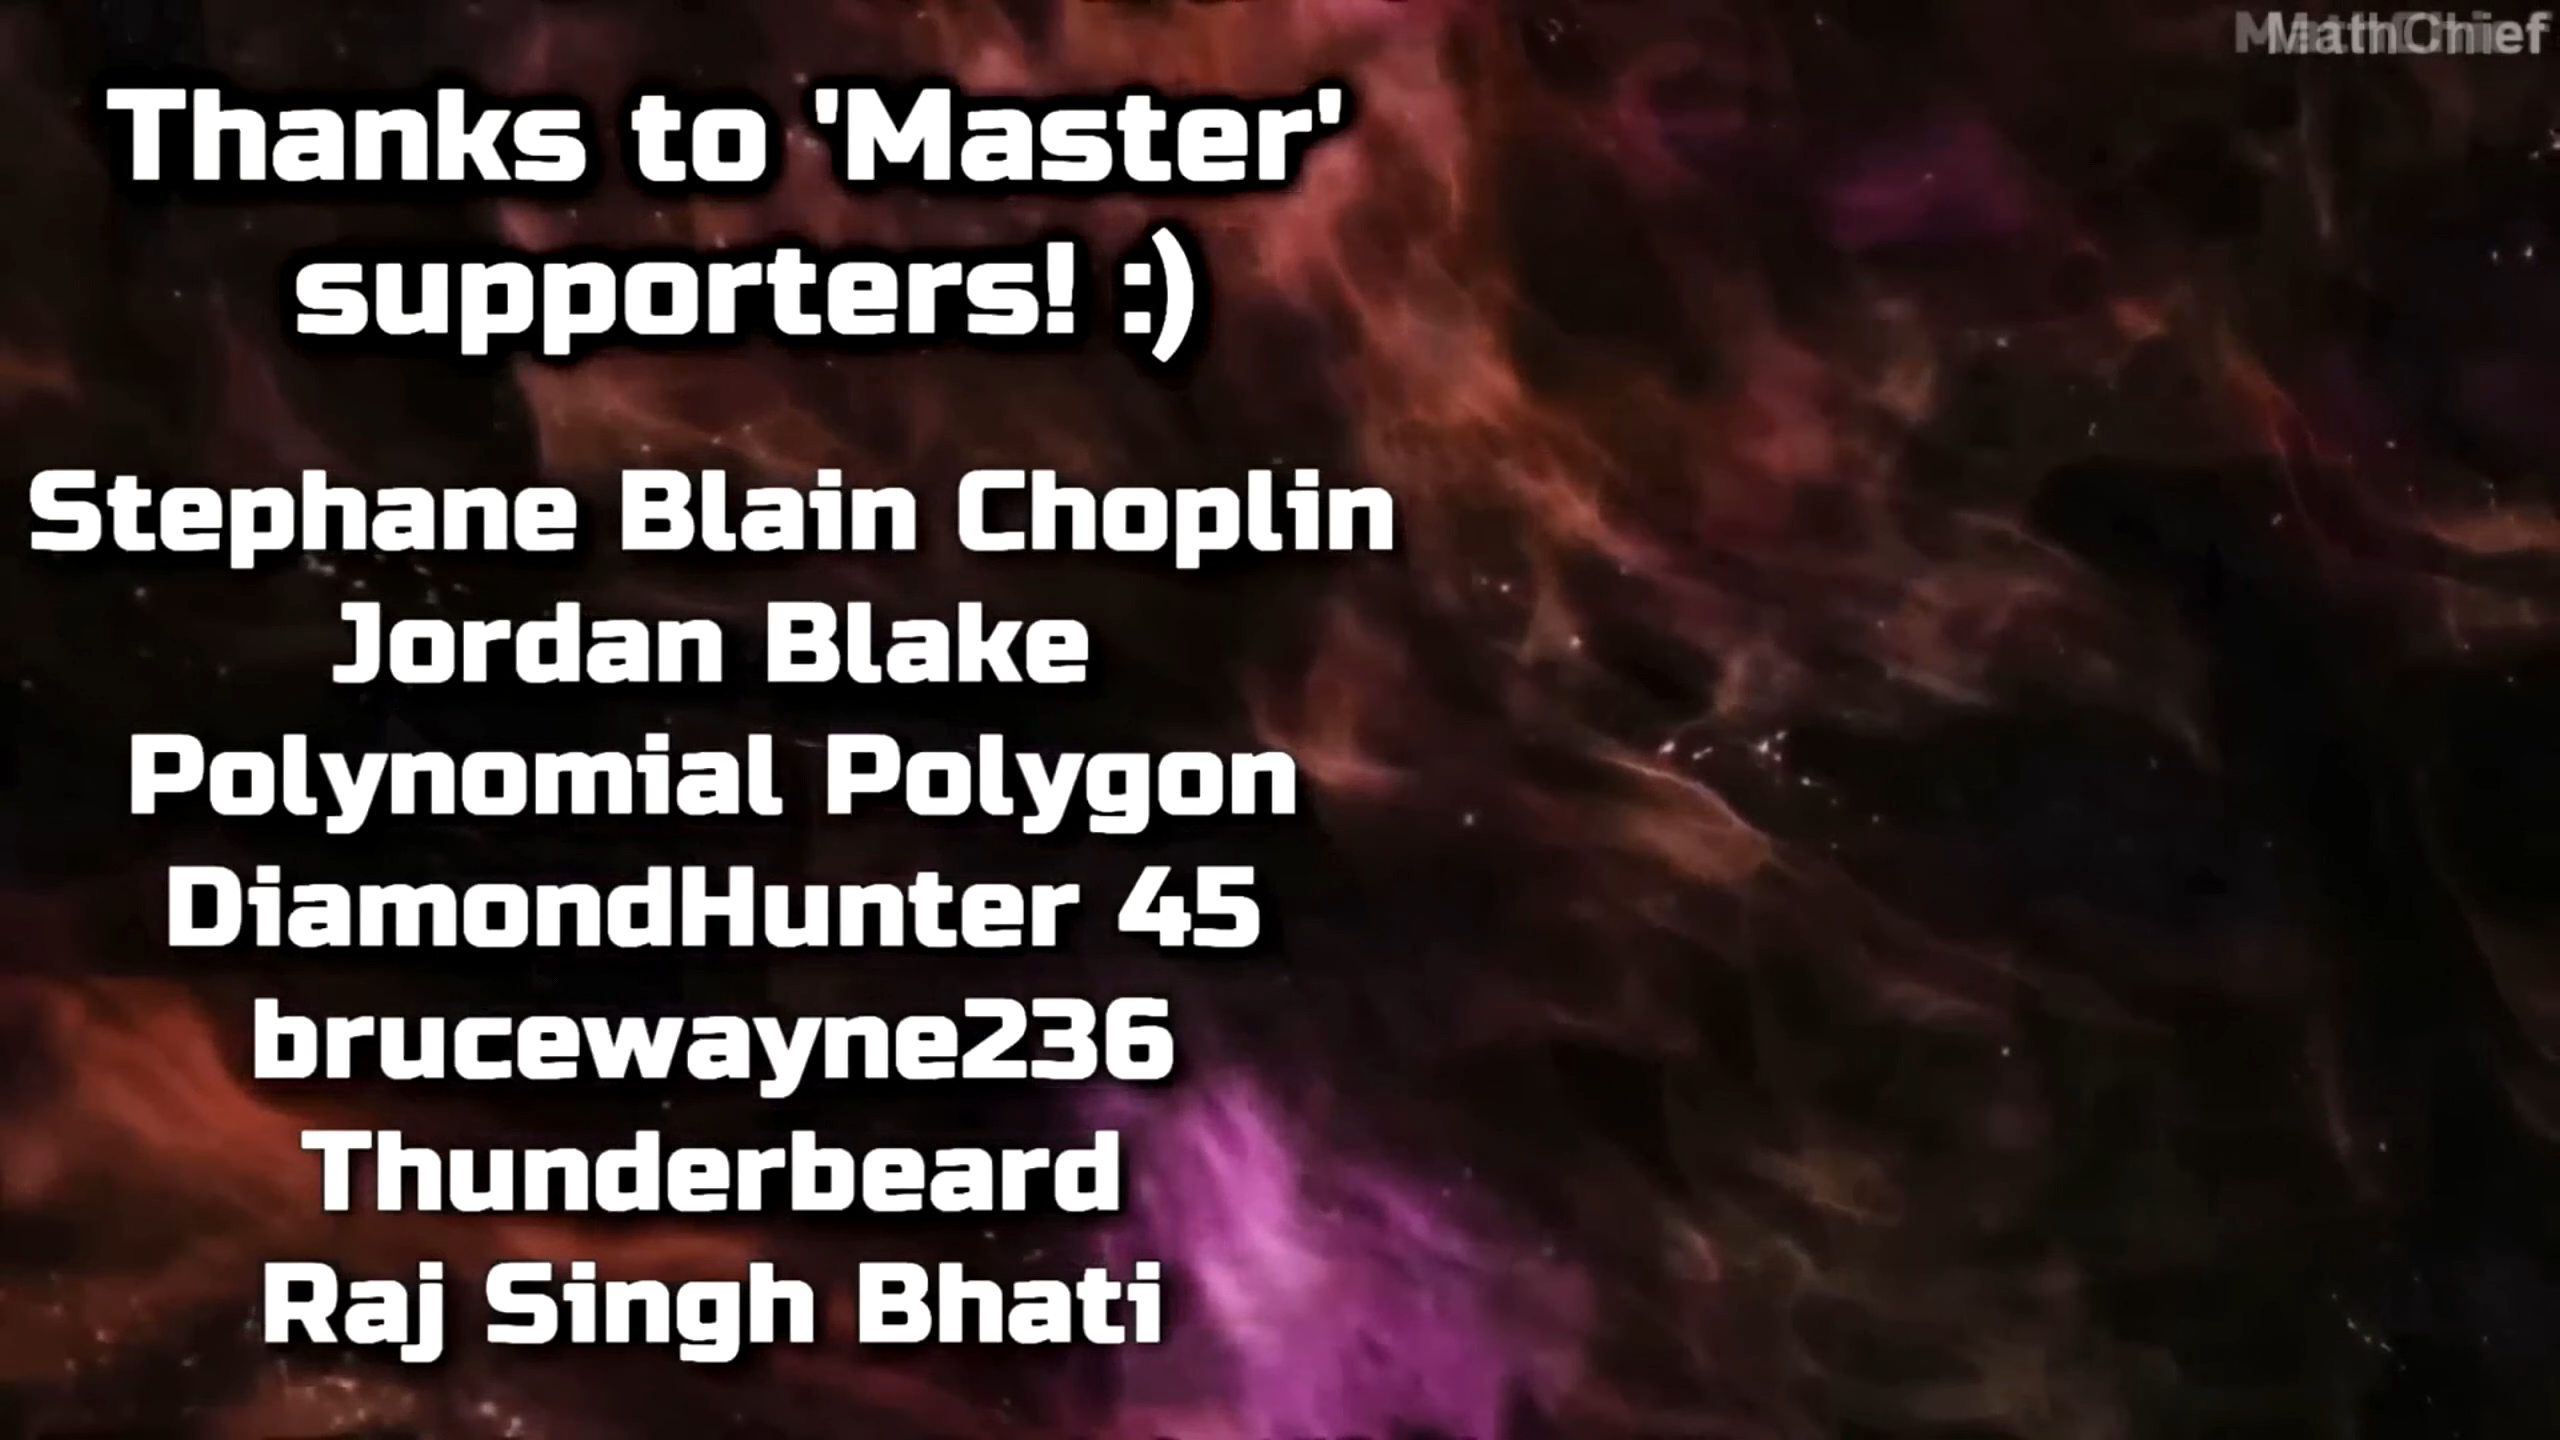 MathChief
Thanks to 'Master'
supporters! :)
Stephane Blain Choplin
Jordan Blake
Polynomial Polygon
DiamondHunter 45
brucewayne236
Thunderbeard
Raj Singh Bhati